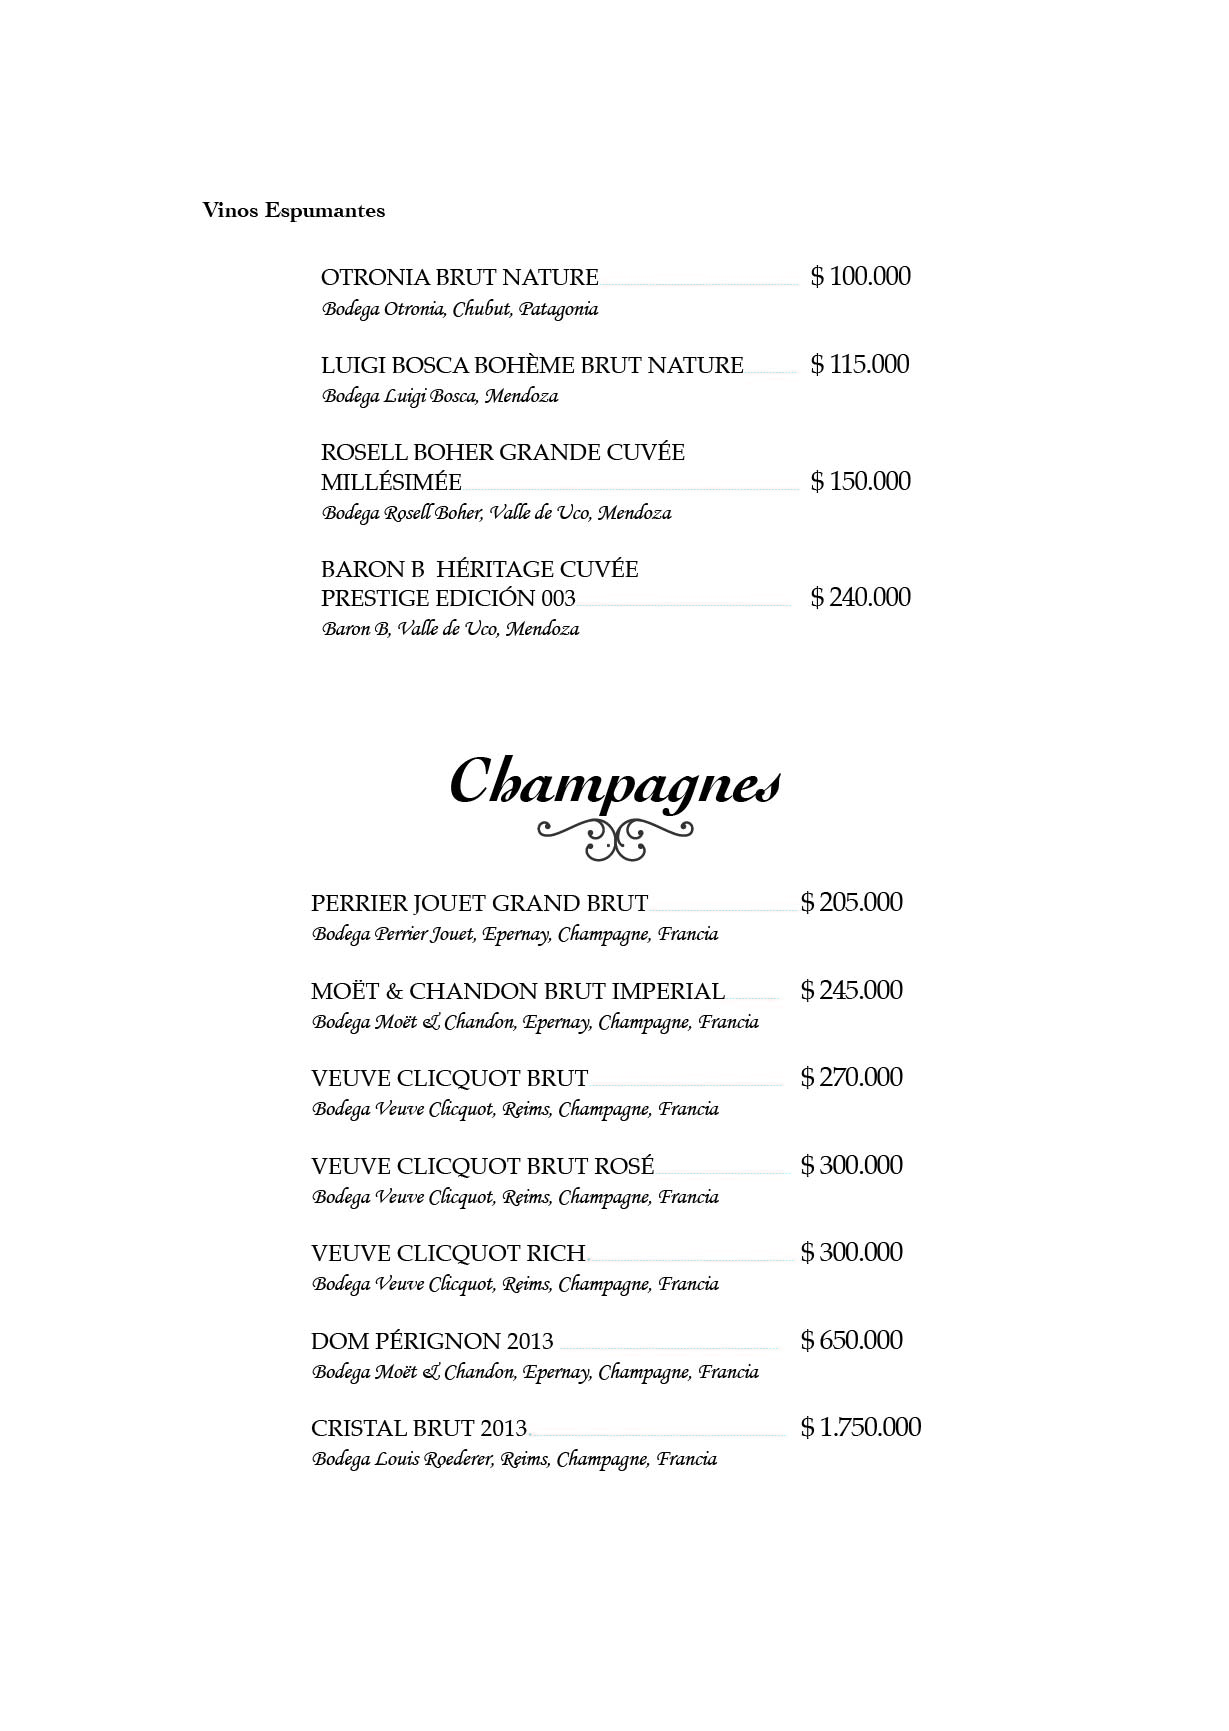 Vinos Espumantes
OTRONIA BRUT NATURE $ 100.000
Bodega Otronia, Chubut, Patagonia
LUIGI BOSCA BOHÈME BRUT NATURE $ 115.000
Bodega Luigi Bosca, Mendoza
ROSELL BOHER GRANDE CUVÉE
MILLÉSIMÉE $ 150.000
Bodega Rosell Boher, Valle de Uco, Mendoza
BARON B HÉRITAGE CUVÉE
PRESTIGE EDICIÓN 003 $ 240.000
Baron B, Valle de Uco, Mendoza
Champagnes
PERRIER JOUET GRAND BRUT $ 205.000
Bodega Perrier Jouet, Epernay, Champagne, Francia
MOËT & CHANDON BRUT IMPERIAL $ 245.000
Bodega Moët & Chandon, Epernay, Champagne, Francia
VEUVE CLICQUOT BRUT $ 270.000
Bodega Veuve Clicquot, Reims, Champagne, Francia
VEUVE CLICQUOT BRUT ROSÉ $ 300.000
Bodega Veuve Clicquot, Reims, Champagne, Francia
VEUVE CLICQUOT RICH. $ 300.000
Bodega Veuve Clicquot, Reims, Champagne, Francia
DOM PÉRIGNON 2013 $ 650.000
Bodega Moët & Chandon, Epernay, Champagne, Francia
CRISTAL BRUT 2013 $ 1.750.000
Bodega Louis Roederer, Reims, Champagne, Francia